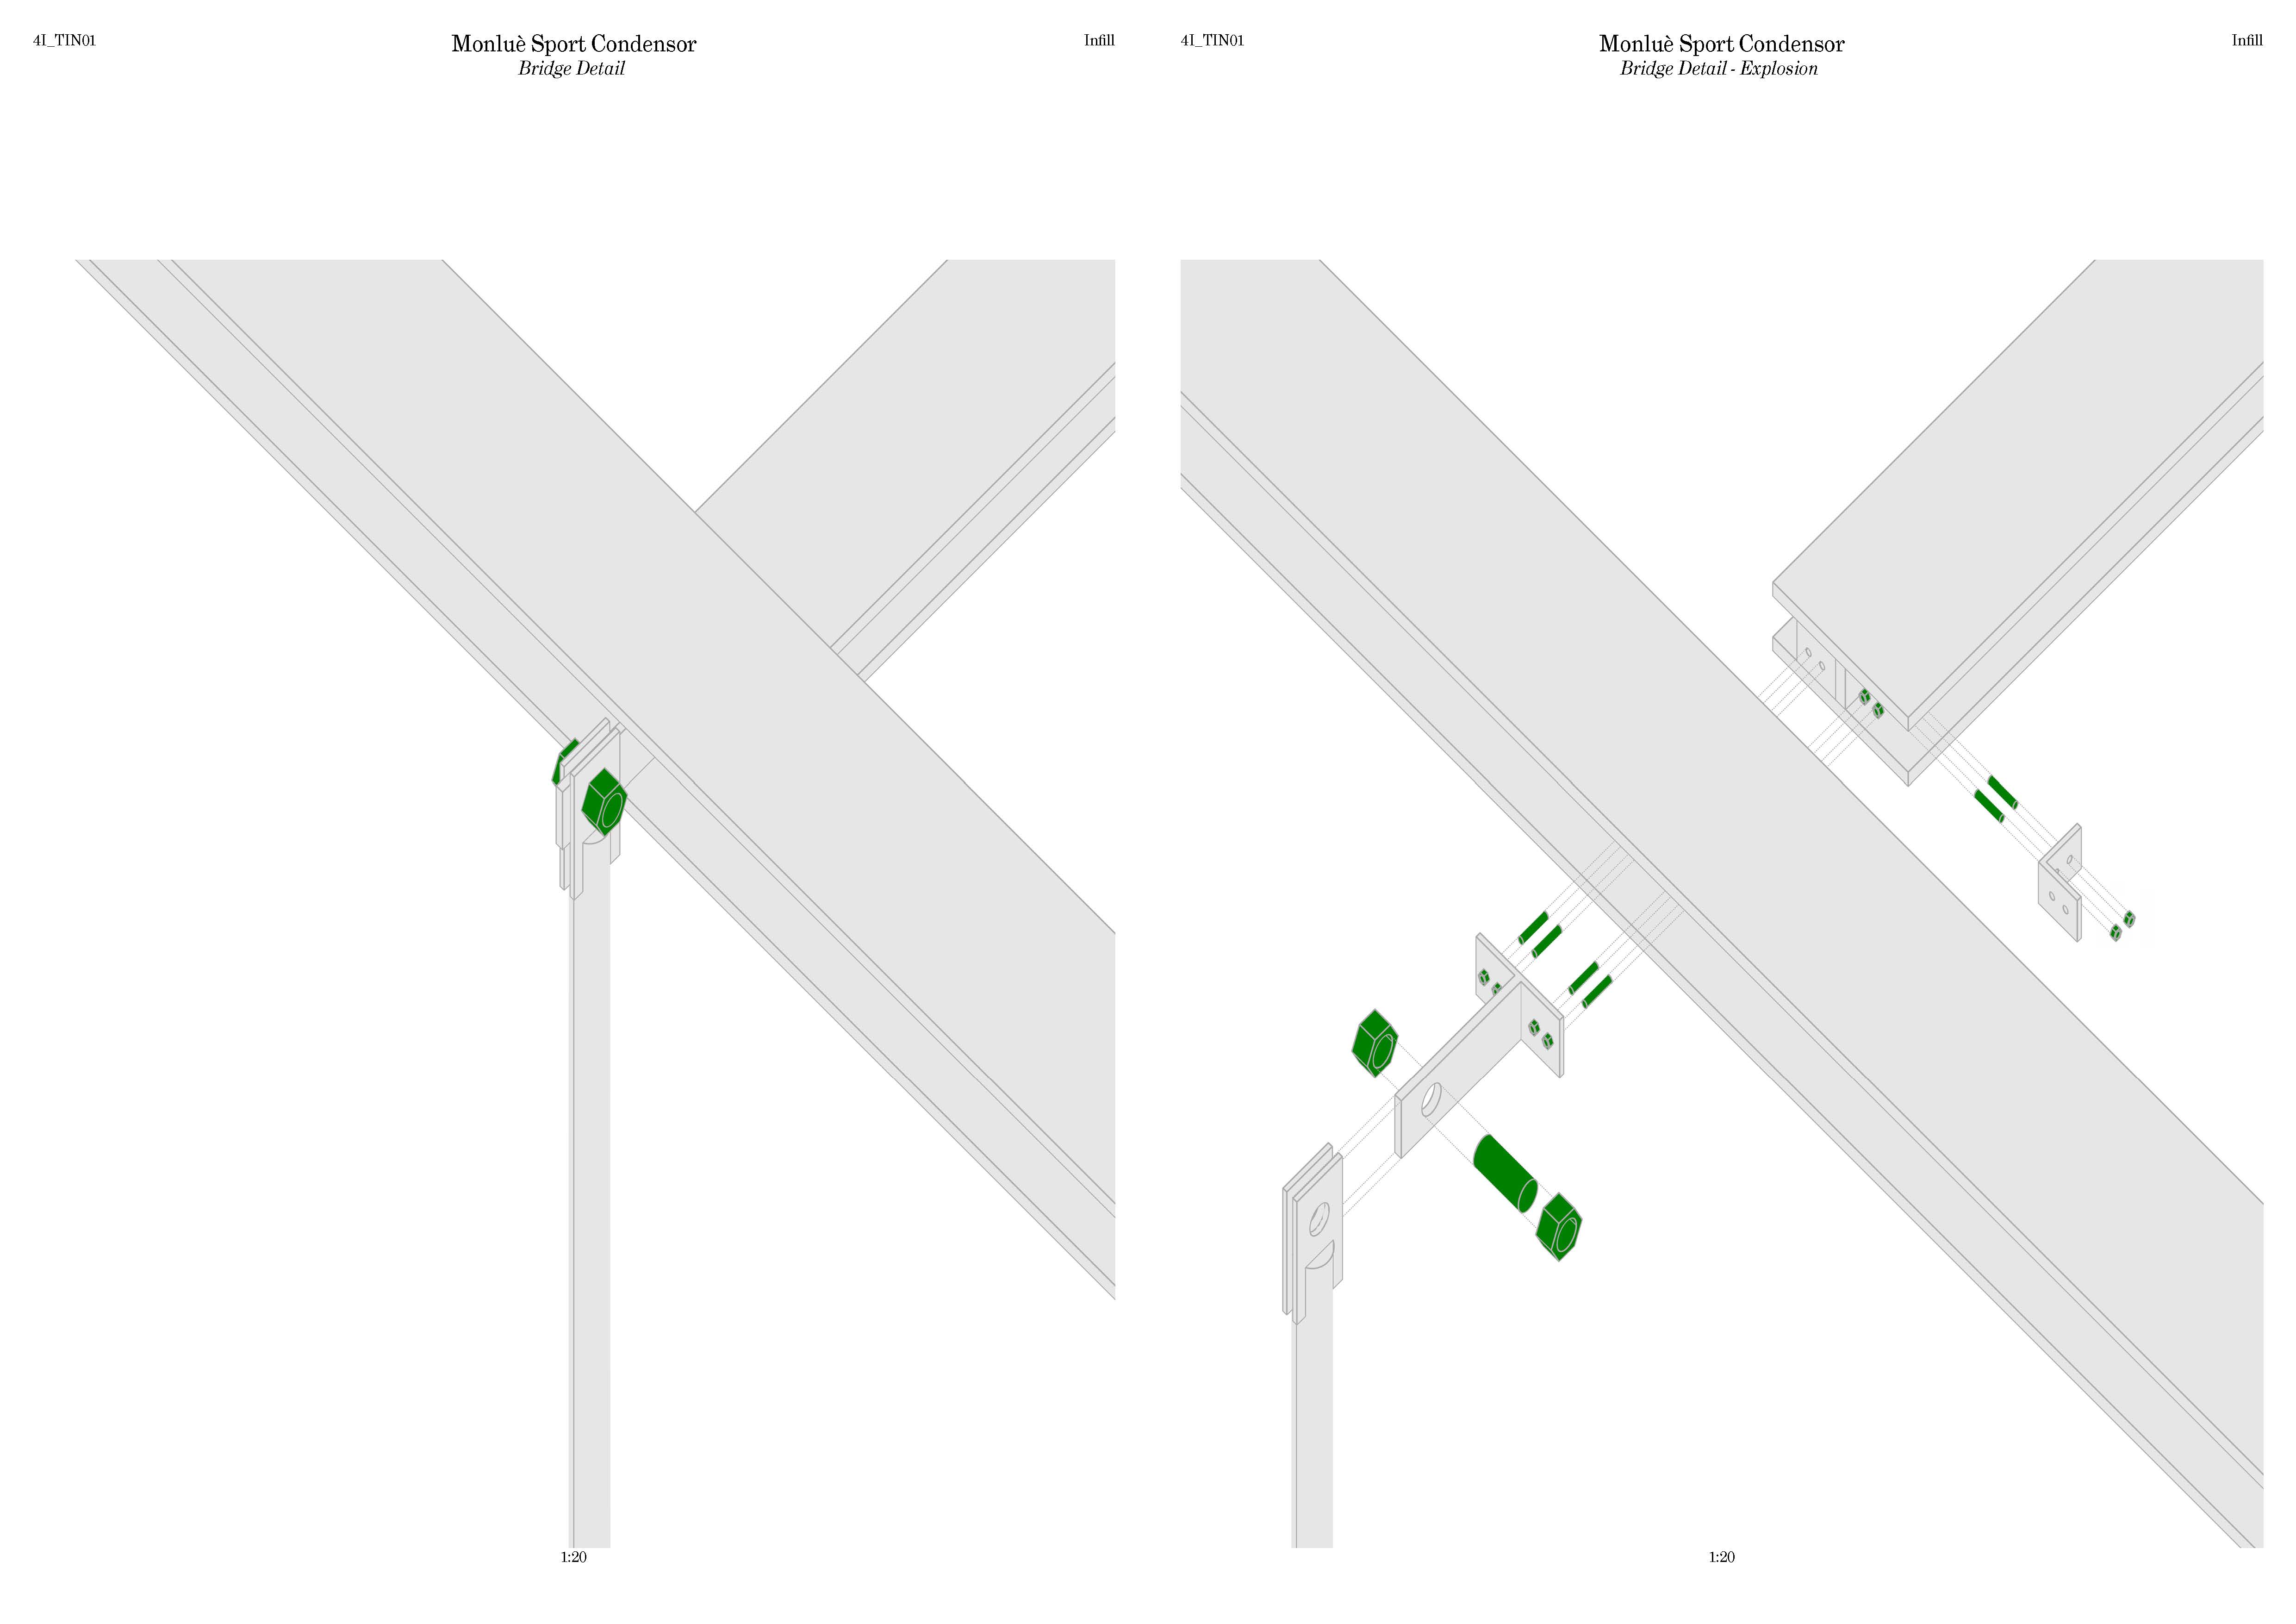 4I_TIN01
Monluè Sport Condensor
Bridge Detail
Infill
1:20
4I_TIN01
Monluè Sport Condensor
Bridge Detail - Explosion
Infill
1:20